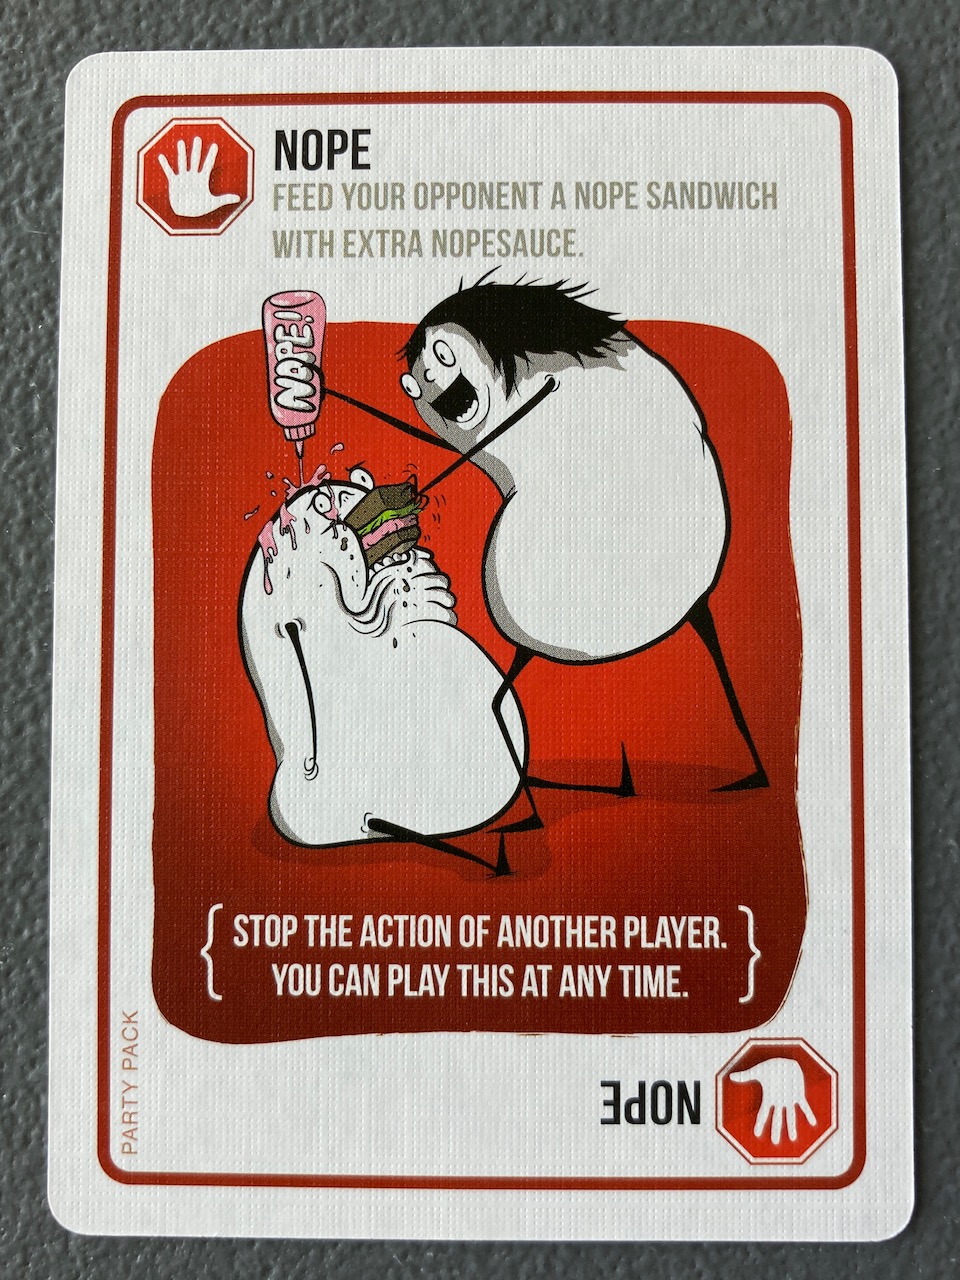 NOPE
FEED YOUR OPPONENT A NOPE SANDWICH
WITH EXTRA NOPESAUCE.
NOPE!
{ STOP THE ACTION OF ANOTHER PLAYER.
YOU CAN PLAY THIS AT ANY TIME. }
PARTY PACK
NOPE